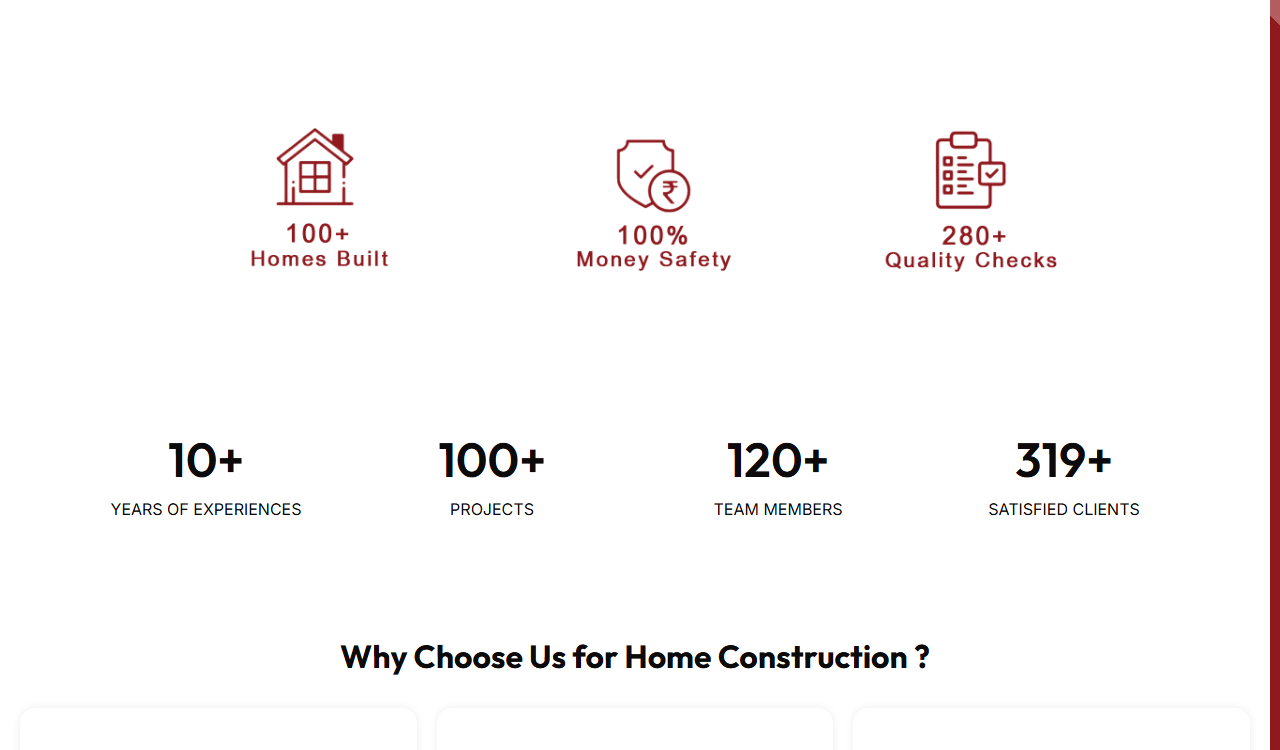 100+
Homes Built
₹
100%
Money Safety
280+
Quality Checks
10+
YEARS OF EXPERIENCES
100+
PROJECTS
120+
TEAM MEMBERS
319+
SATISFIED CLIENTS
Why Choose Us for Home Construction ?